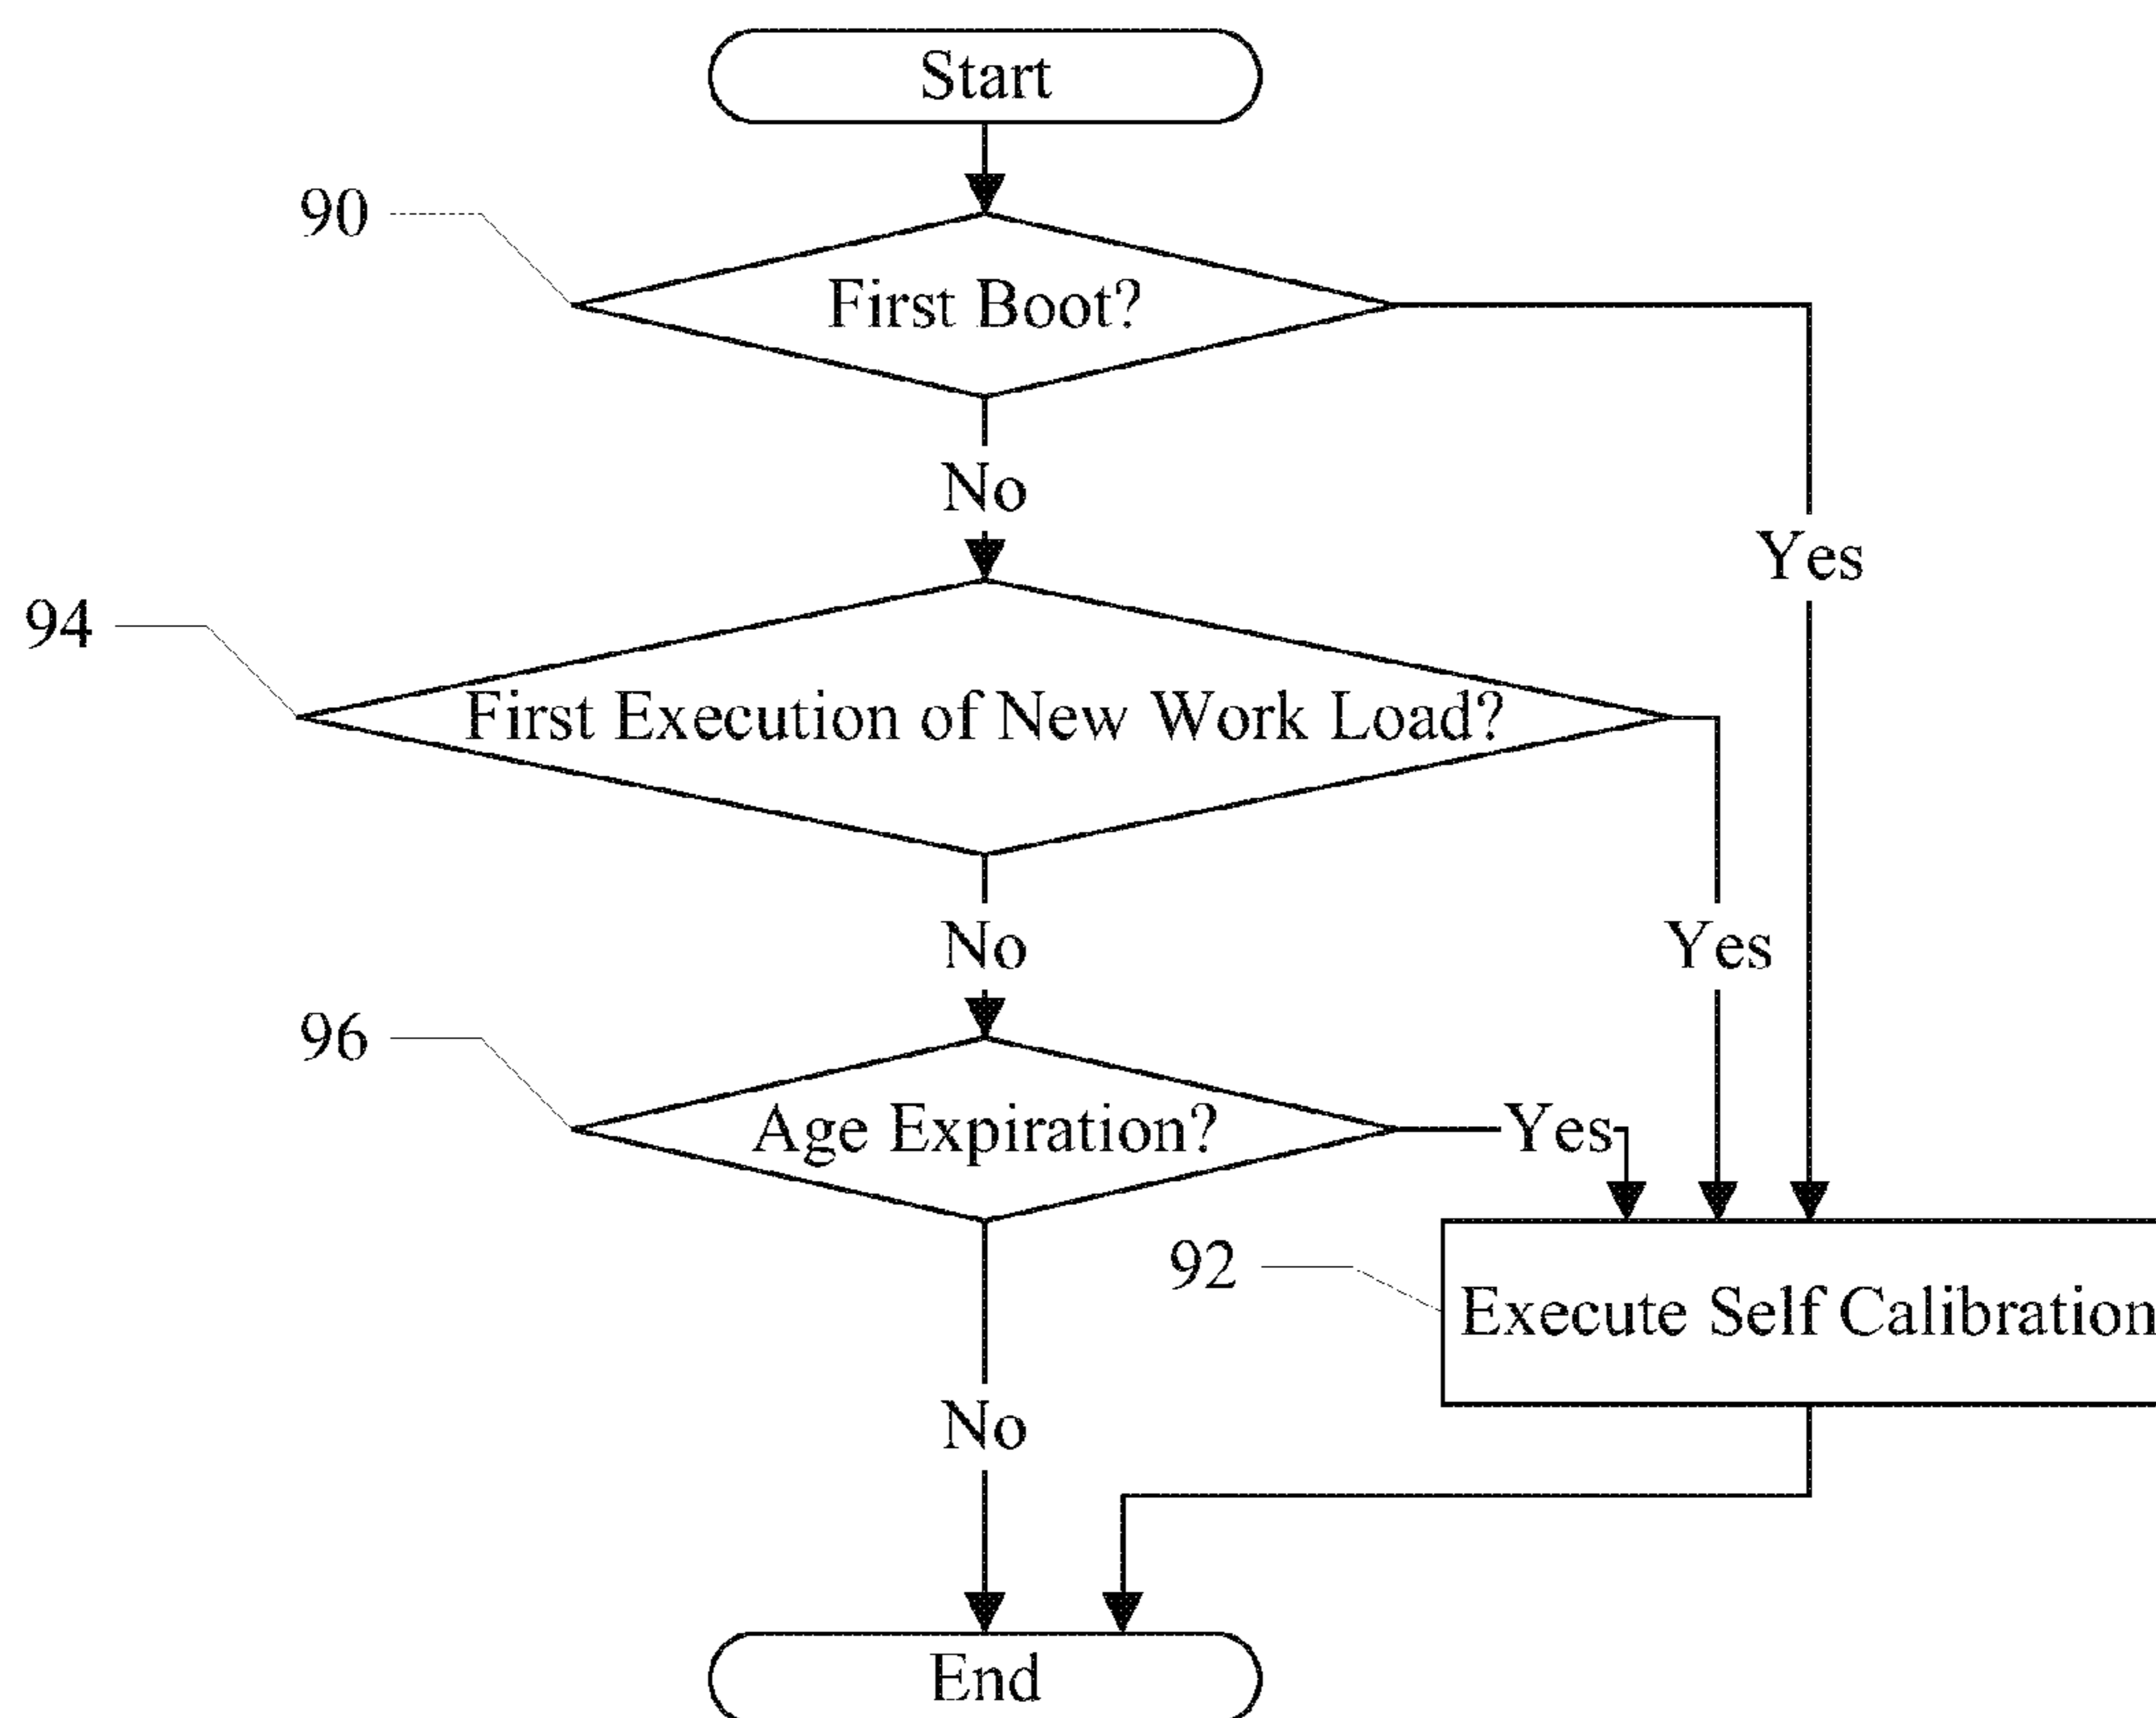 Start
90
First Boot?
No
Yes
94
First Execution of New Work Load?
No
Yes
96
Age Expiration?
Yes
92
Execute Self Calibration
No
End